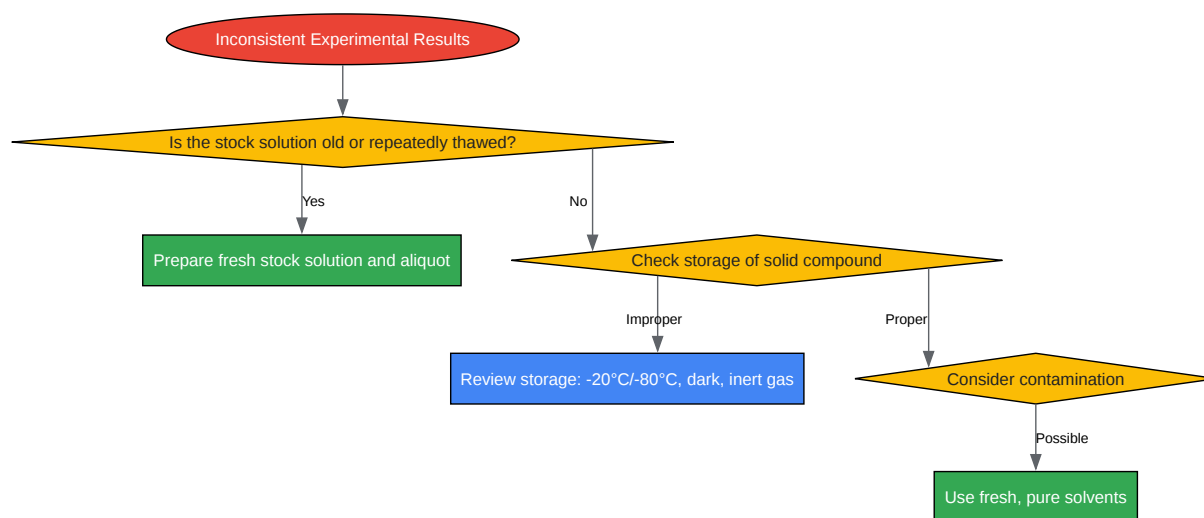 Inconsistent Experimental Results
Is the stock solution old or repeatedly thawed?
Yes
No
Prepare fresh stock solution and aliquot
Check storage of solid compound
Improper
Proper
Review storage: -20°C/-80°C, dark, inert gas
Consider contamination
Possible
Use fresh, pure solvents